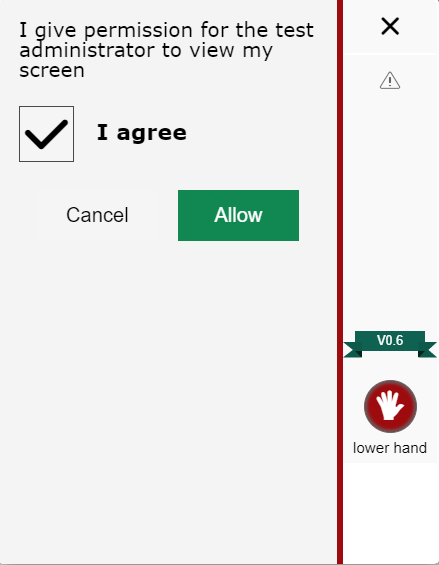 I give permission for the test
administrator to view my
screen
I agree
Cancel
Allow
V0.6
lower hand